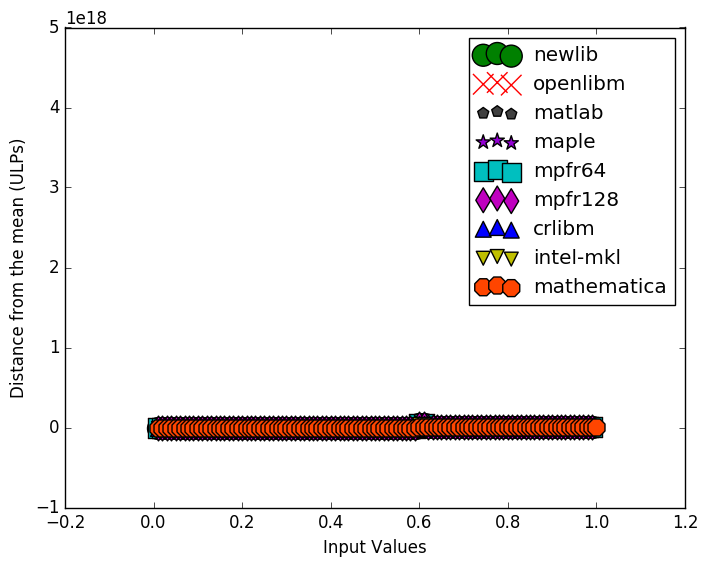 1e18
5
4
3
2
1
0
−1
Distance from the mean (ULPs)
newlib
openlibm
matlab
maple
mpfr64
mpfr128
crlibm
intel-mkl
mathematica
−0.2 0.0 0.2 0.4 0.6 0.8 1.0 1.2
Input Values